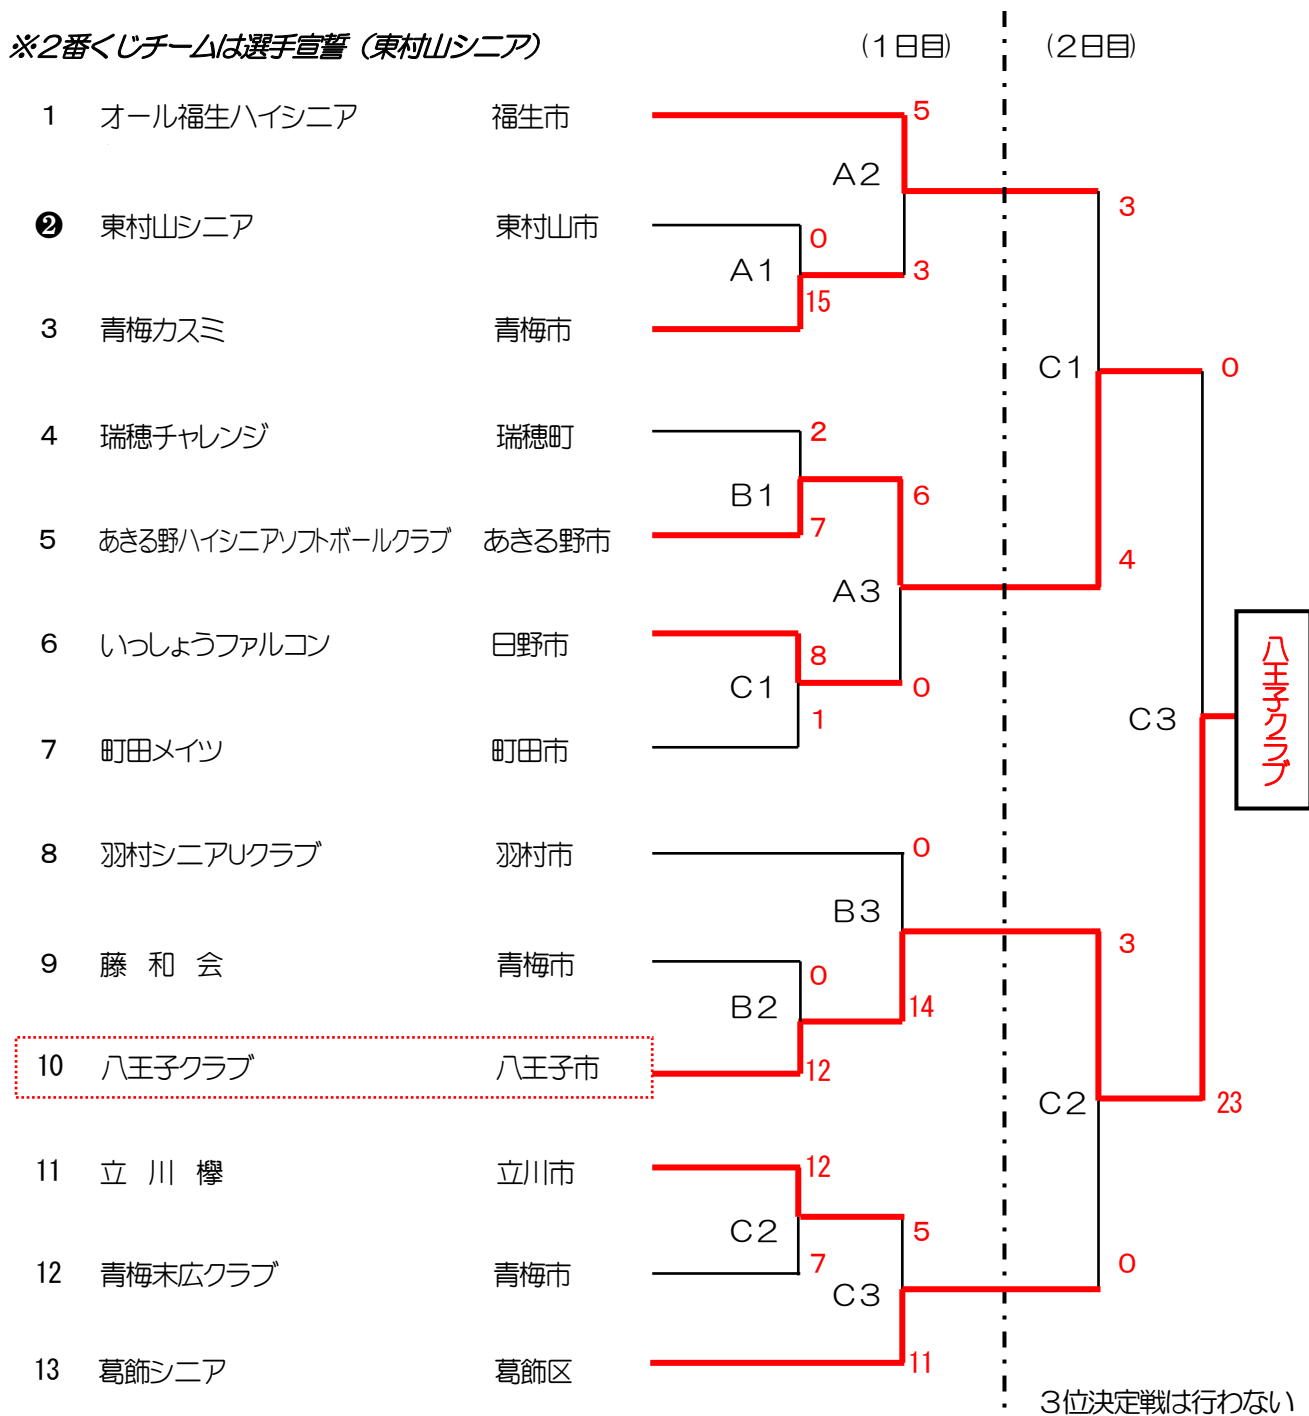 ※2番くじチームは選手宣誓（東村山シニア） (1日目) (2日目)
1 オール福生ハイシニア 福生市 5
A2
3
❷ 東村山シニア 東村山市 0
A1 3
15
3 青梅カスミ 青梅市
C1 0
4 瑞穂チャレンジ 瑞穂町 2
B1 6
7
5 あきる野ハイシニアソフトボールクラブ あきる野市
4
A3
6 いっしょうファルコン 日野市 8
C1 0
1
八王子クラブ
C3
7 町田メイツ 町田市
8 羽村シニアUクラブ 羽村市 0
B3
3
9 藤和会 青梅市 0
B2 14
10 八王子クラブ 八王子市 12
C2 23
11 立川欅 立川市 12
C2 5
7 0
12 青梅末広クラブ 青梅市
C3
13 葛飾シニア 葛飾区 11
3位決定戦は行わない